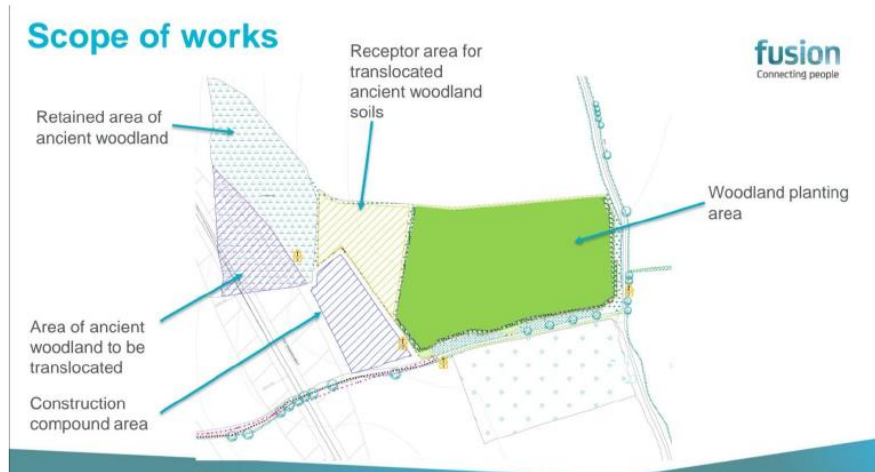 Scope of works
fusion
Connecting people
Receptor area for
translocated
ancient woodland
soils
Retained area of
ancient woodland
Woodland planting
area
Area of ancient
woodland to be
translocated
Construction
compound area